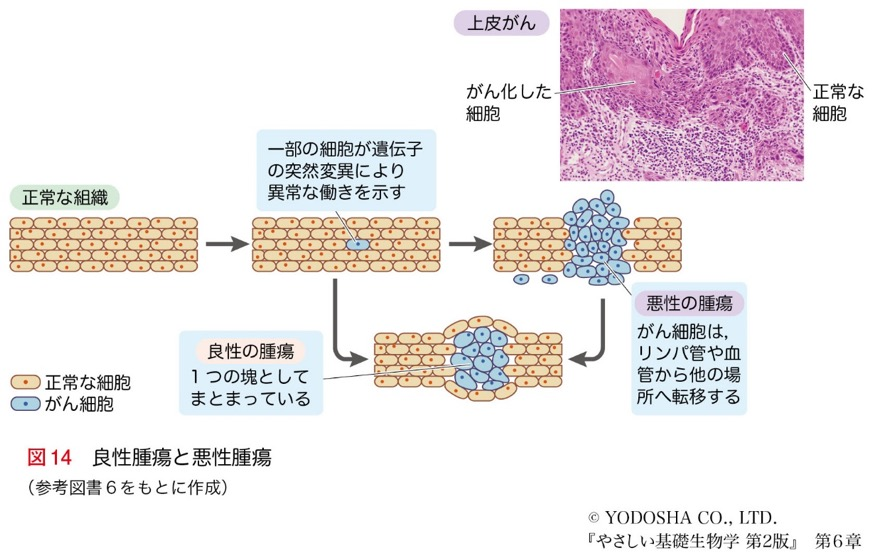 上皮がん
がん化した
細胞
正常な
細胞
一部の細胞が遺伝子
の突然変異により
異常な働きを示す
正常な組織
悪性の腫瘍
がん細胞は,
リンパ管や血
管から他の場
所へ転移する
良性の腫瘍
1つの塊として
まとまっている
正常な細胞
がん細胞
図14 良性腫瘍と悪性腫瘍
（参考図書6をもとに作成）
© YODOSHA CO., LTD.
『やさしい基礎生物学 第2版』 第6章